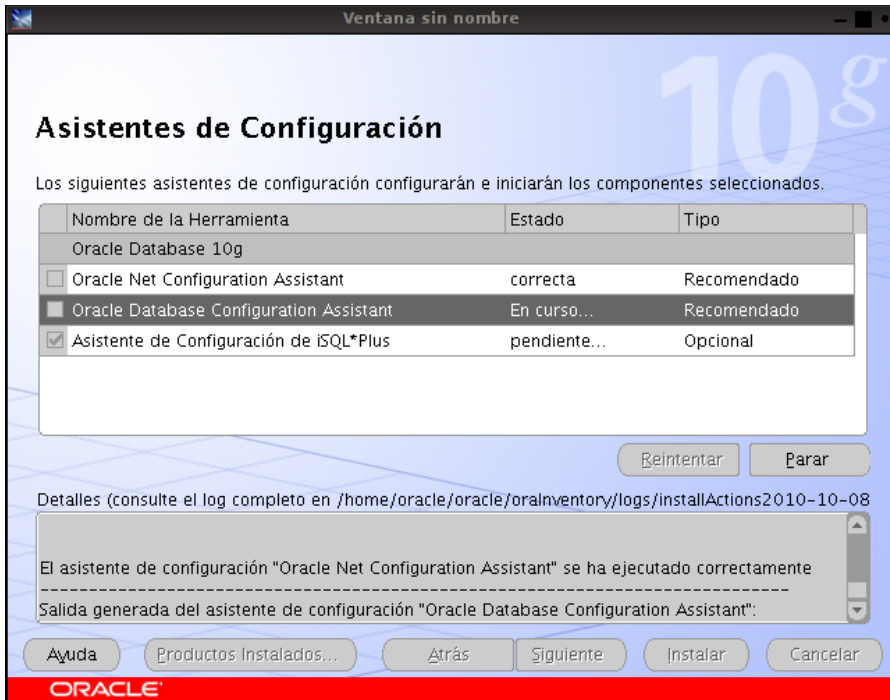 Ventana sin nombre
10g
Asistentes de Configuración
Los siguientes asistentes de configuración configurarán e iniciarán los componentes seleccionados.
Nombre de la Herramienta Estado Tipo
Oracle Database 10g
Oracle Net Configuration Assistant correcta Recomendado
Oracle Database Configuration Assistant En curso... Recomendado
Asistente de Configuración de iSQL*Plus pendiente... Opcional
Reintentar Parar
Detalles (consulte el log completo en /home/oracle/oracle/oraInventory/logs/installActions2010-10-08
El asistente de configuración "Oracle Net Configuration Assistant" se ha ejecutado correctamente
-----------------------------------------------------------------------------
Salida generada del asistente de configuración "Oracle Database Configuration Assistant":
Ayuda Productos Instalados... Atrás Siguiente Instalar Cancelar
ORACLE